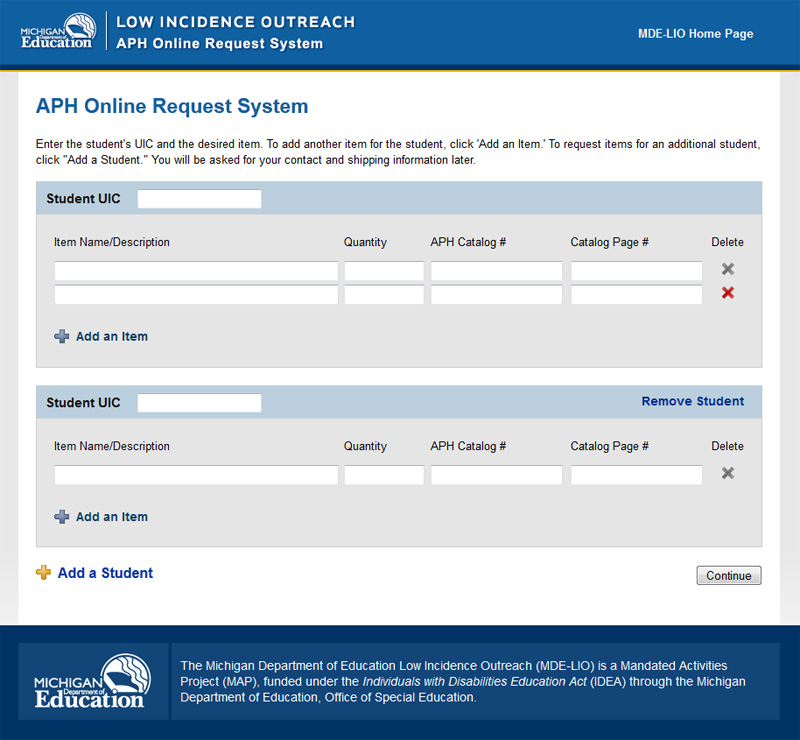 MICHIGAN
Department of
Education
LOW INCIDENCE OUTREACH
APH Online Request System
MDE-LIO Home Page
APH Online Request System
Enter the student's UIC and the desired item. To add another item for the student, click 'Add an Item.' To request items for an additional student,
click "Add a Student." You will be asked for your contact and shipping information later.
Student UIC
Item Name/Description Quantity APH Catalog # Catalog Page # Delete
Add an Item
Student UIC Remove Student
Item Name/Description Quantity APH Catalog # Catalog Page # Delete
Add an Item
Add a Student Continue
MICHIGAN
Department of
Education
The Michigan Department of Education Low Incidence Outreach (MDE-LIO) is a Mandated Activities
Project (MAP), funded under the Individuals with Disabilities Education Act (IDEA) through the Michigan
Department of Education, Office of Special Education.